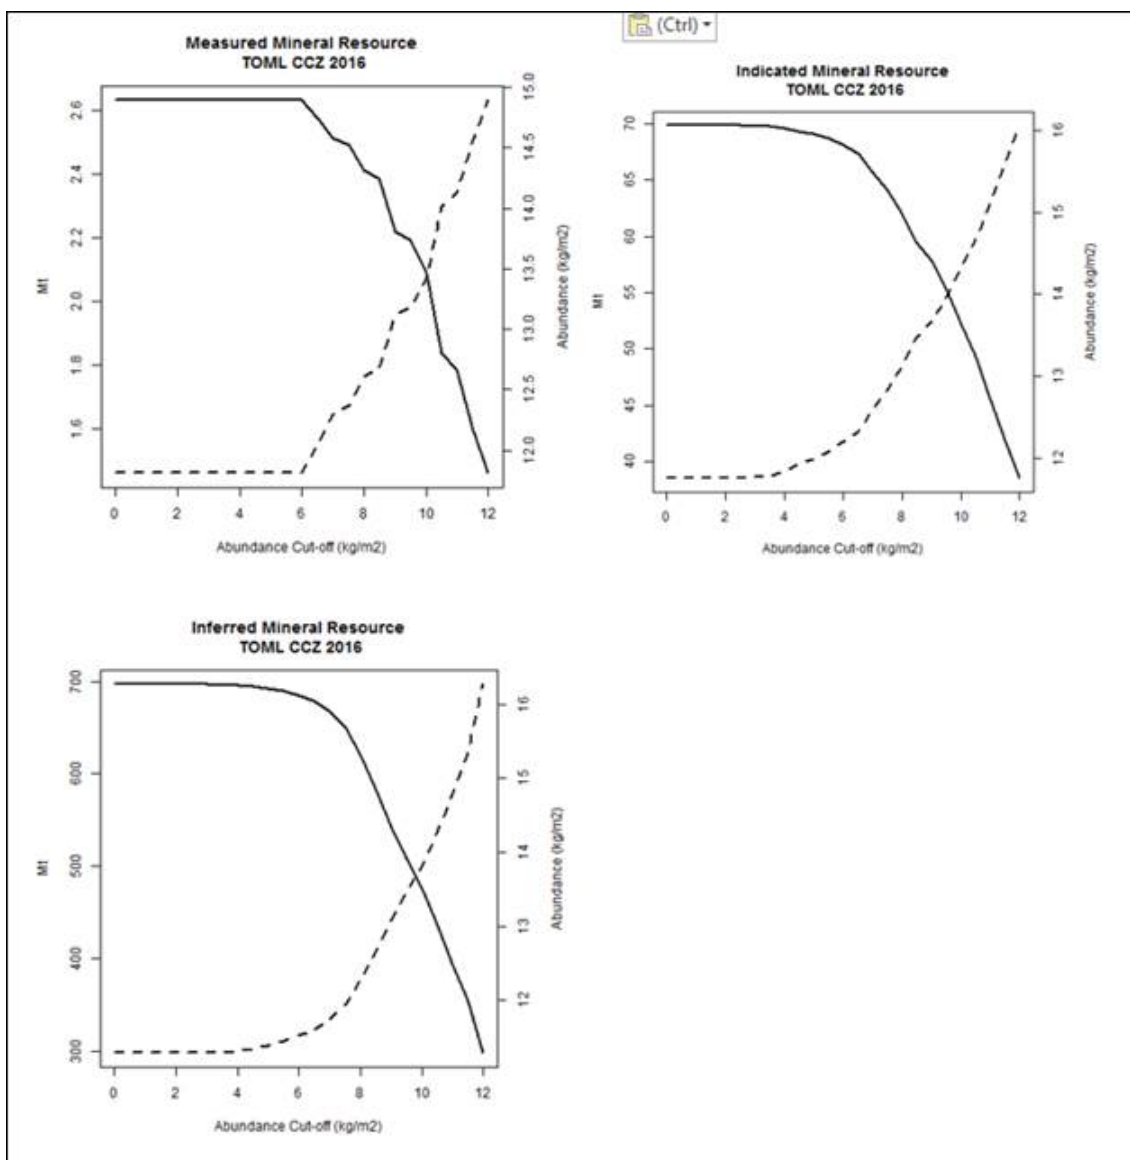 (Ctrl)
Measured Mineral Resource
TOML CCZ 2016
Mt
2.6
2.4
2.2
2.0
1.8
1.6
15.0
14.5
14.0
13.5
13.0
12.5
12.0
Abundance (kg/m2)
0 2 4 6 8 10 12
Abundance Cut-off (kg/m2)
Indicated Mineral Resource
TOML CCZ 2016
Mt
70
65
60
55
50
45
40
16
15
14
13
12
Abundance (kg/m2)
0 2 4 6 8 10 12
Abundance Cut-off (kg/m2)
Inferred Mineral Resource
TOML CCZ 2016
Mt
700
600
500
400
300
16
15
14
13
12
Abundance (kg/m2)
0 2 4 6 8 10 12
Abundance Cut-off (kg/m2)